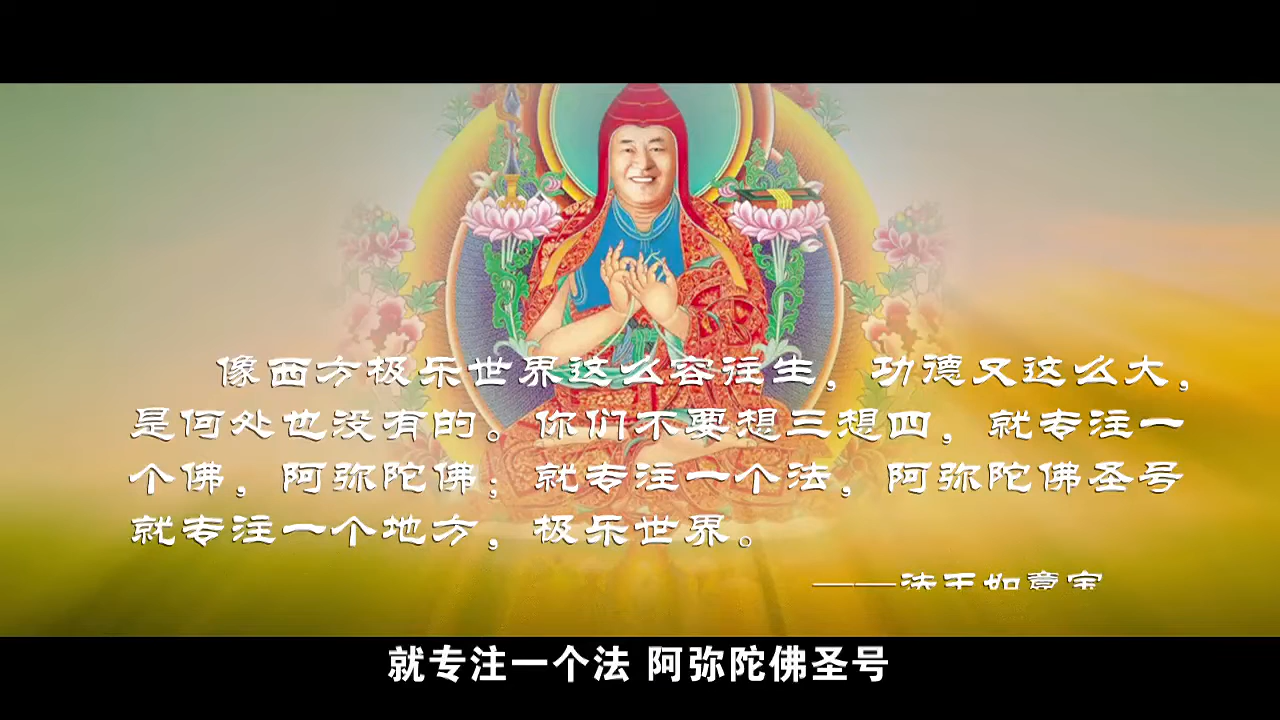 像西方极乐世界这么容往生，功德又这么大，
是何处也没有的。你们不要想三想四，就专注一
个佛，阿弥陀佛；就专注一个法，阿弥陀佛圣号
就专注一个地方，极乐世界。
——法王如意宝
就专注一个法 阿弥陀佛圣号